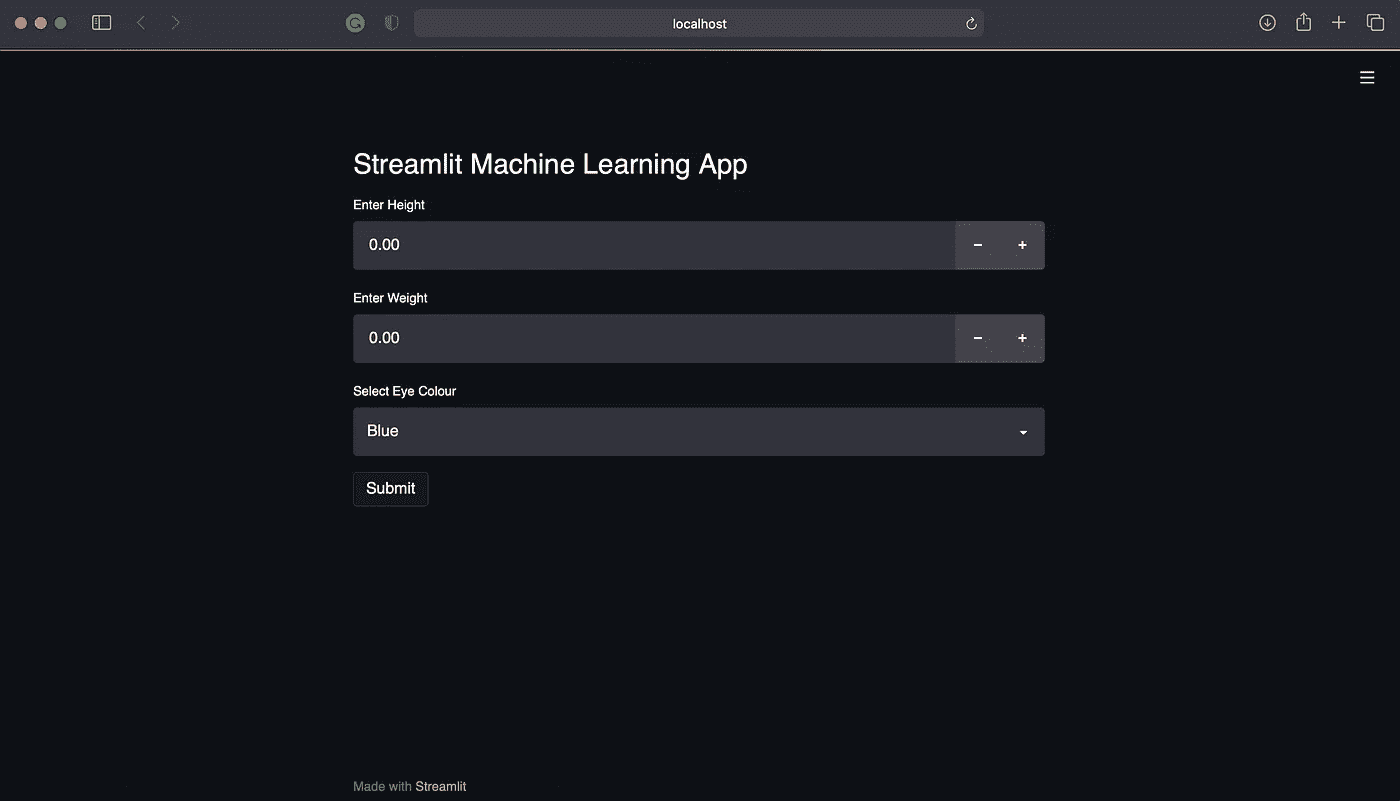 localhost
Streamlit Machine Learning App
Enter Height
0.00
Enter Weight
0.00
Select Eye Colour
Blue
Submit
Made with Streamlit